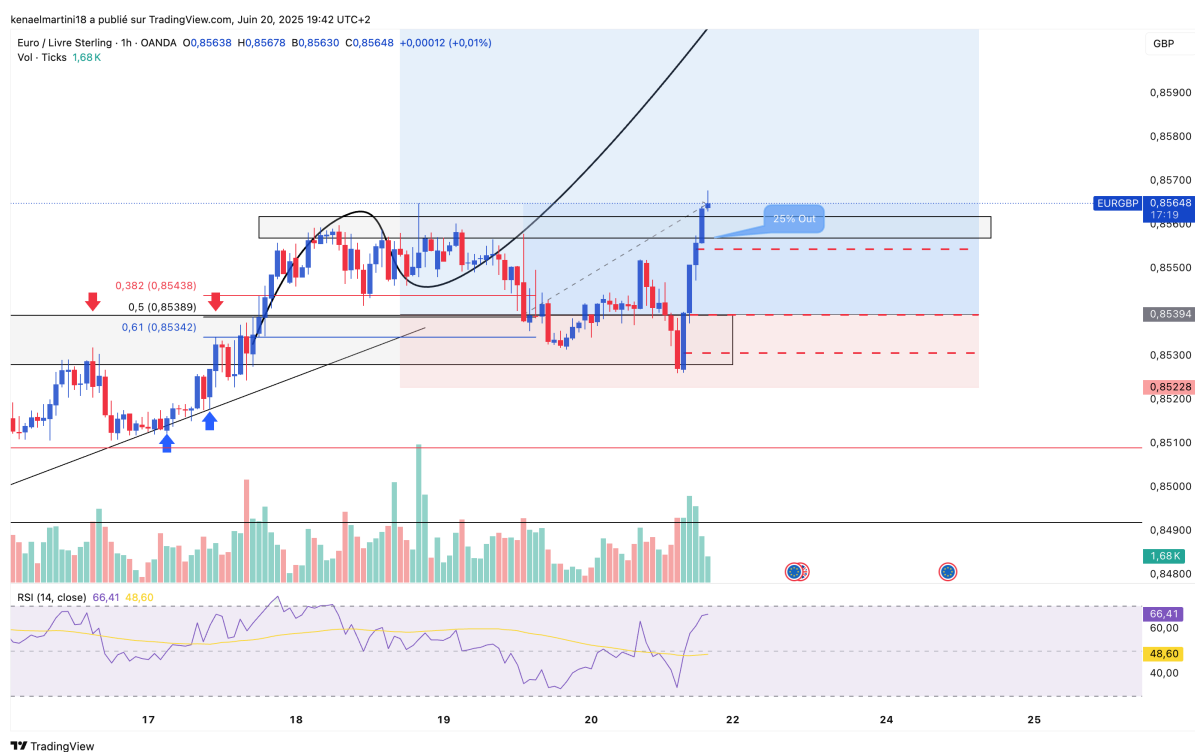 kenaelmartini18 a publié sur TradingView.com, Juin 20, 2025 19:42 UTC+2
Euro / Livre Sterling · 1h · OANDA O0,85638 H0,85678 B0,85630 C0,85648 +0,00012 (+0,01%)
Vol · Ticks 1,68 K
GBP
0,85900
0,85800
0,85700
EURGBP 0,85648
17:19
0,85600
25% Out
0,85500
0,382 (0,85438)
0,5 (0,85389)
0,61 (0,85342)
0,85394
0,85300
0,85228
0,85200
0,85100
0,85000
0,84900
1,68 K
0,84800
RSI (14, close) 66,41 48,60
66,41
60,00
48,60
40,00
17 18 19 20 22 24 25
TradingView